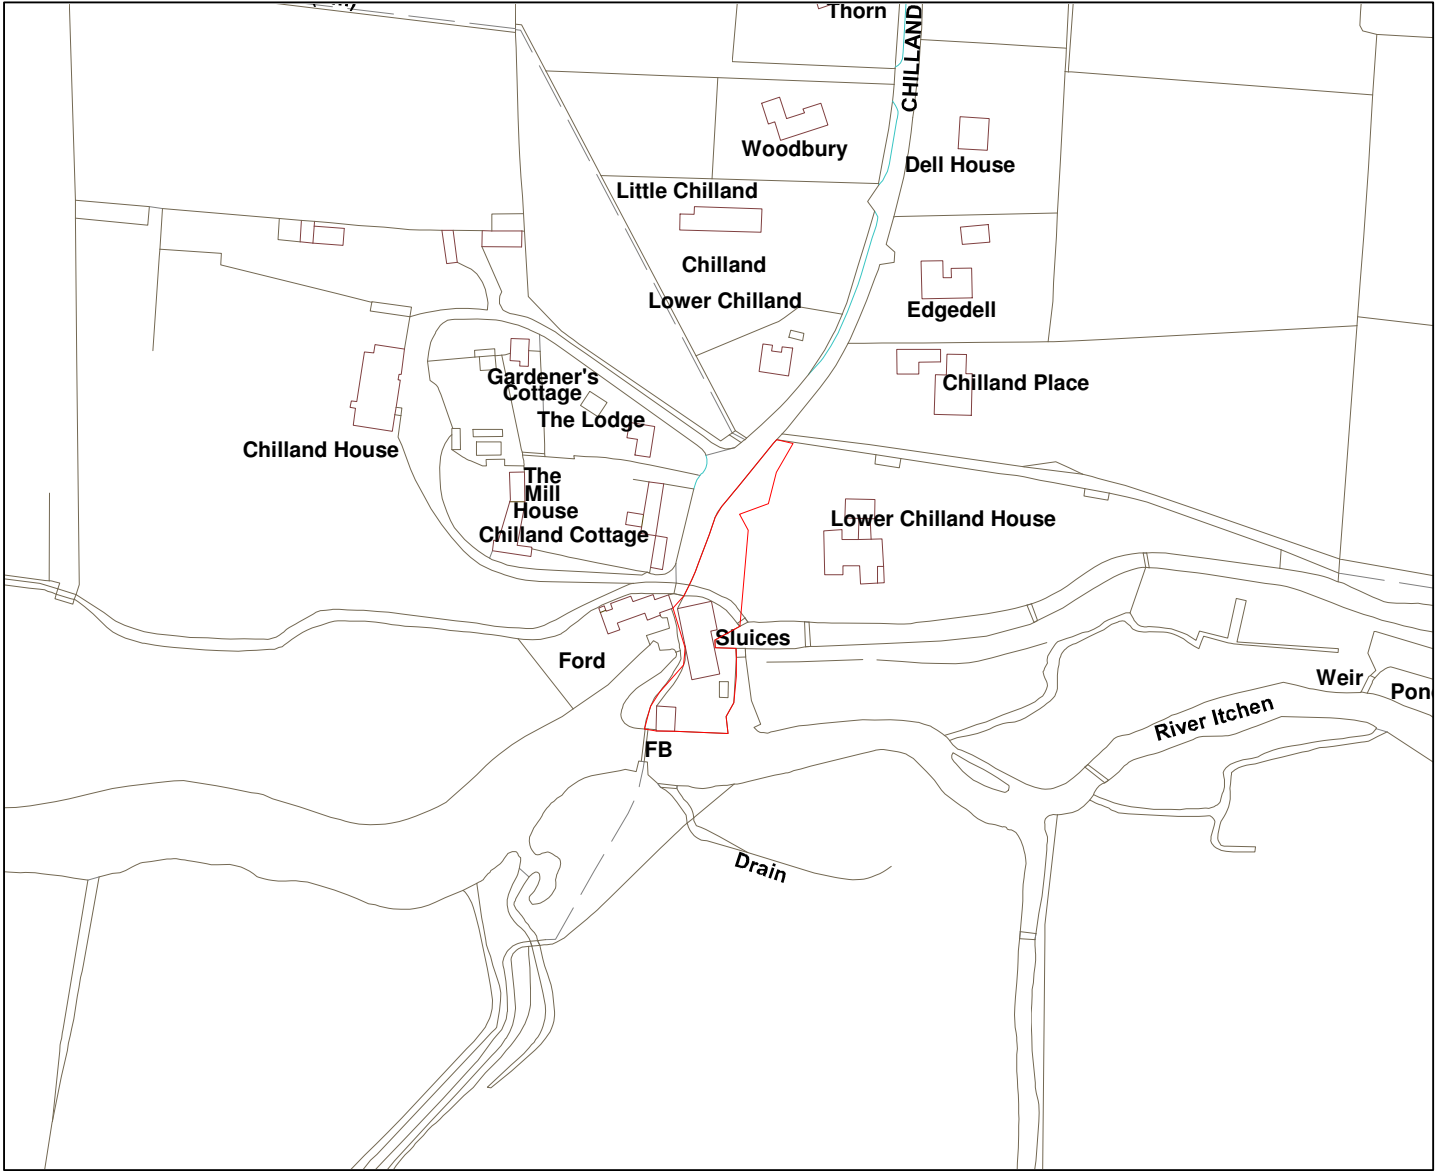 Thorn
CHILLAND
Woodbury
Dell House
Little Chilland
Chilland
Lower Chilland
Edgedell
Gardener's
Cottage
Chilland Place
The Lodge
Chilland House
The
Mill
House
Chilland Cottage
Lower Chilland House
Sluices
Ford
Weir
Pon
River Itchen
FB
Drain